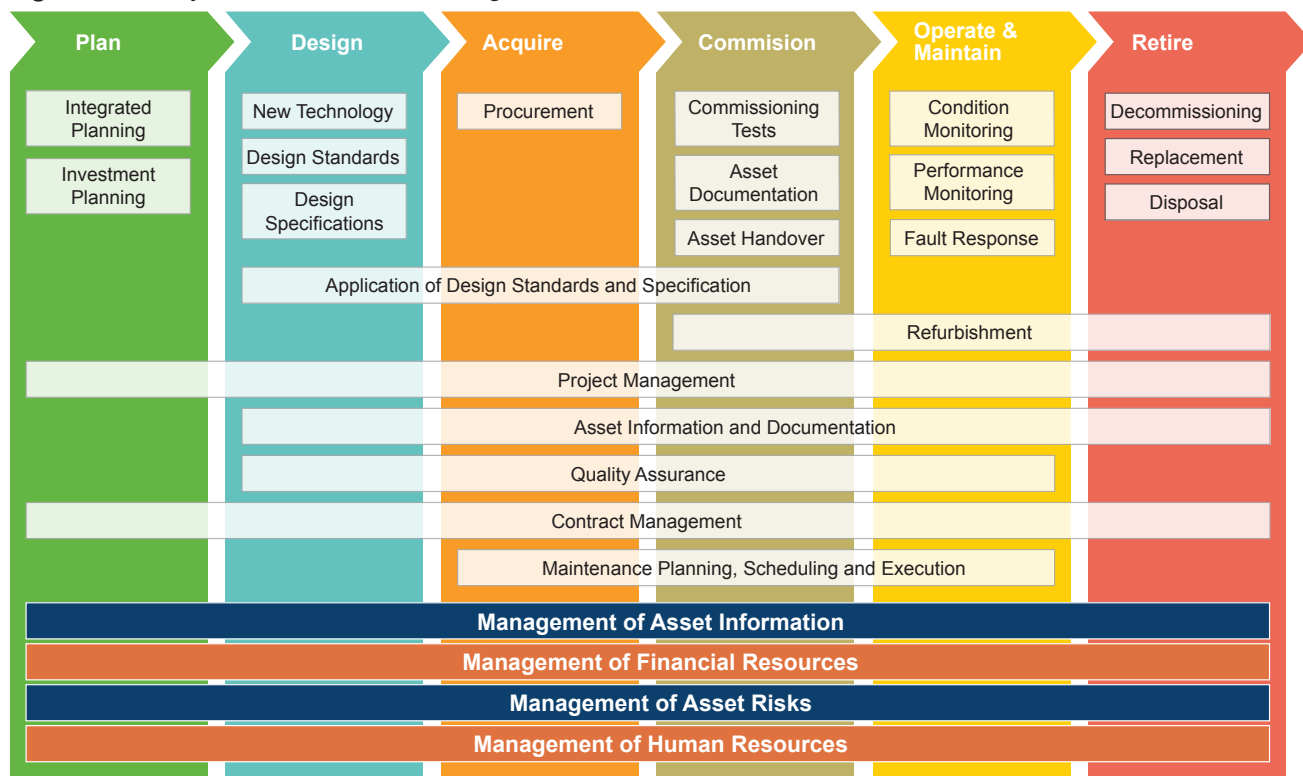 Plan
Design
Acquire
Commision
Operate &
Maintain
Retire
Integrated
Planning
Investment
Planning
New Technology
Design Standards
Design
Specifications
Procurement
Commissioning
Tests
Asset
Documentation
Asset Handover
Condition
Monitoring
Performance
Monitoring
Fault Response
Decommissioning
Replacement
Disposal
Application of Design Standards and Specification
Refurbishment
Project Management
Asset Information and Documentation
Quality Assurance
Contract Management
Maintenance Planning, Scheduling and Execution
Management of Asset Information
Management of Financial Resources
Management of Asset Risks
Management of Human Resources